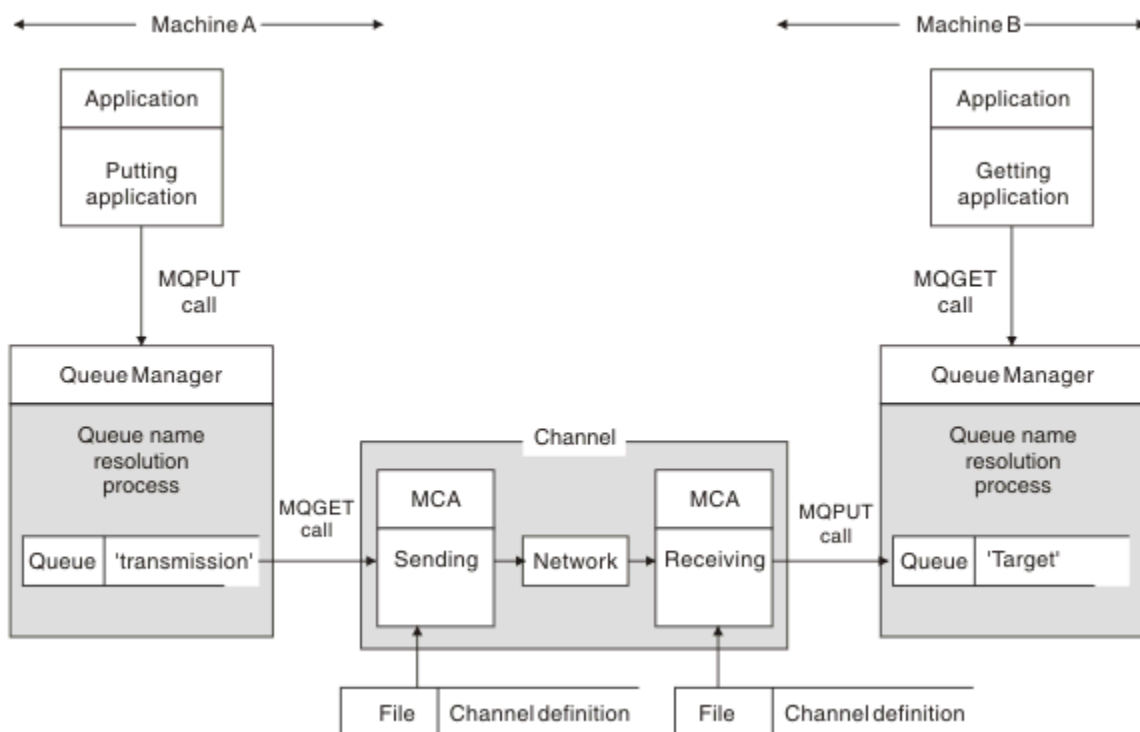 Machine A
Machine B
Application
Putting
application
Application
Getting
application
MQPUT
call
MQGET
call
Queue Manager
Queue name
resolution
process
Queue 'transmission'
MQGET
call
Channel
MCA
Sending
Network
MCA
Receiving
MQPUT
call
Queue Manager
Queue name
resolution
process
Queue 'Target'
File Channel definition
File Channel definition